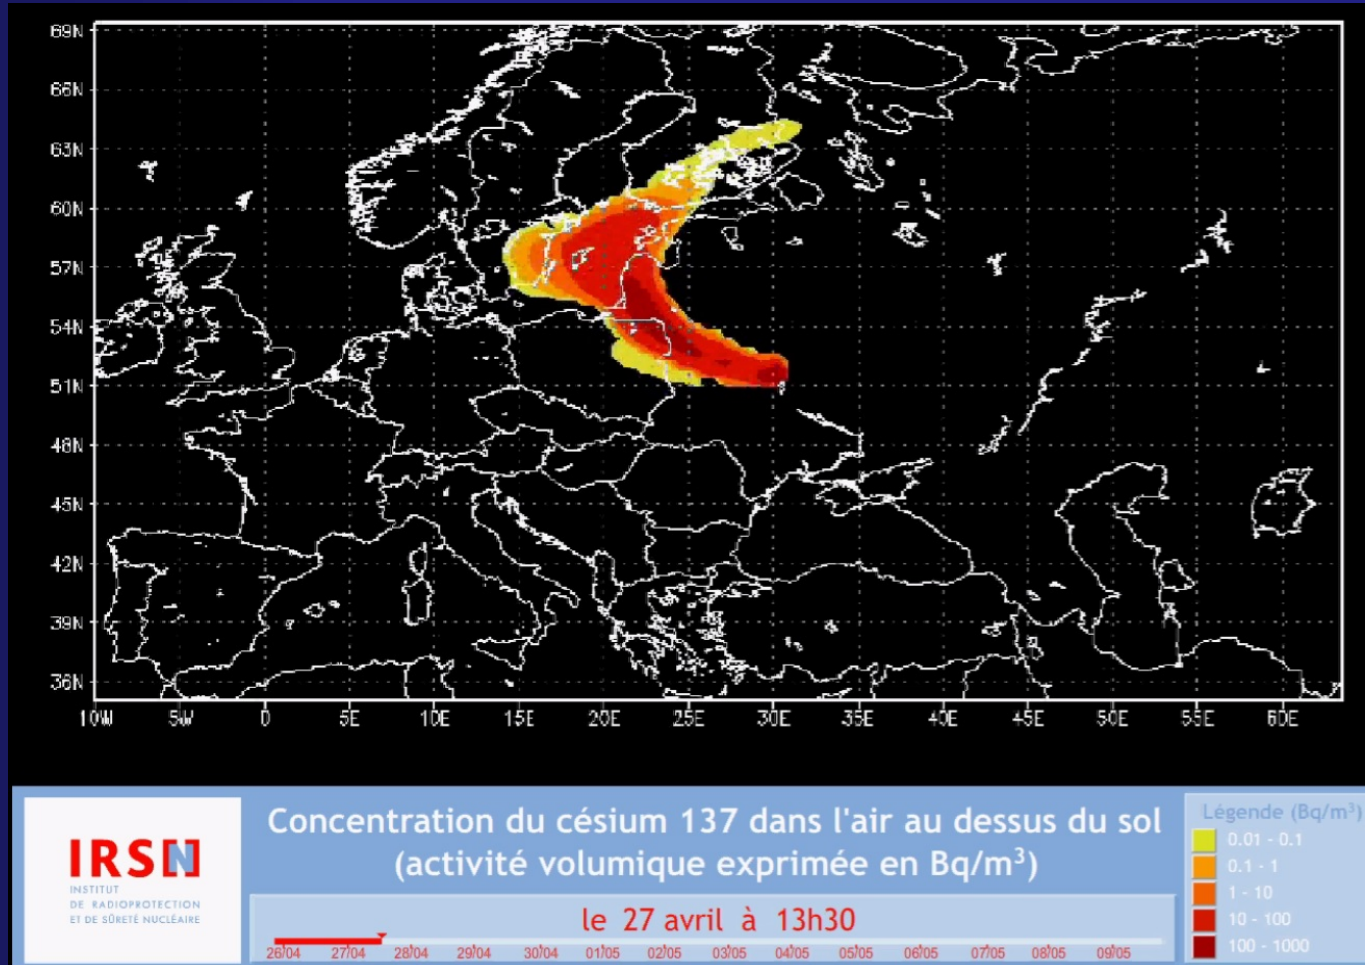 69N
66N
63N
60N
57N
54N
51N
48N
45N
42N
39N
36N
10W 5W 0 5E 10E 15E 20E 25E 30E 35E 40E 45E 50E 55E 60E
IRSN
INSTITUT
DE RADIOPROTECTION
ET DE SÛRETÉ NUCLÉAIRE
Concentration du césium 137 dans l'air au dessus du sol
(activité volumique exprimée en Bq/m³)
le 27 avril à 13h30
26/04 27/04 28/04 29/04 30/04 01/05 02/05 03/05 04/05 05/05 06/05 07/05 08/05 09/05
Légende (Bq/m³)
0.01 - 0.1
0.1 - 1
1 - 10
10 - 100
100 - 1000